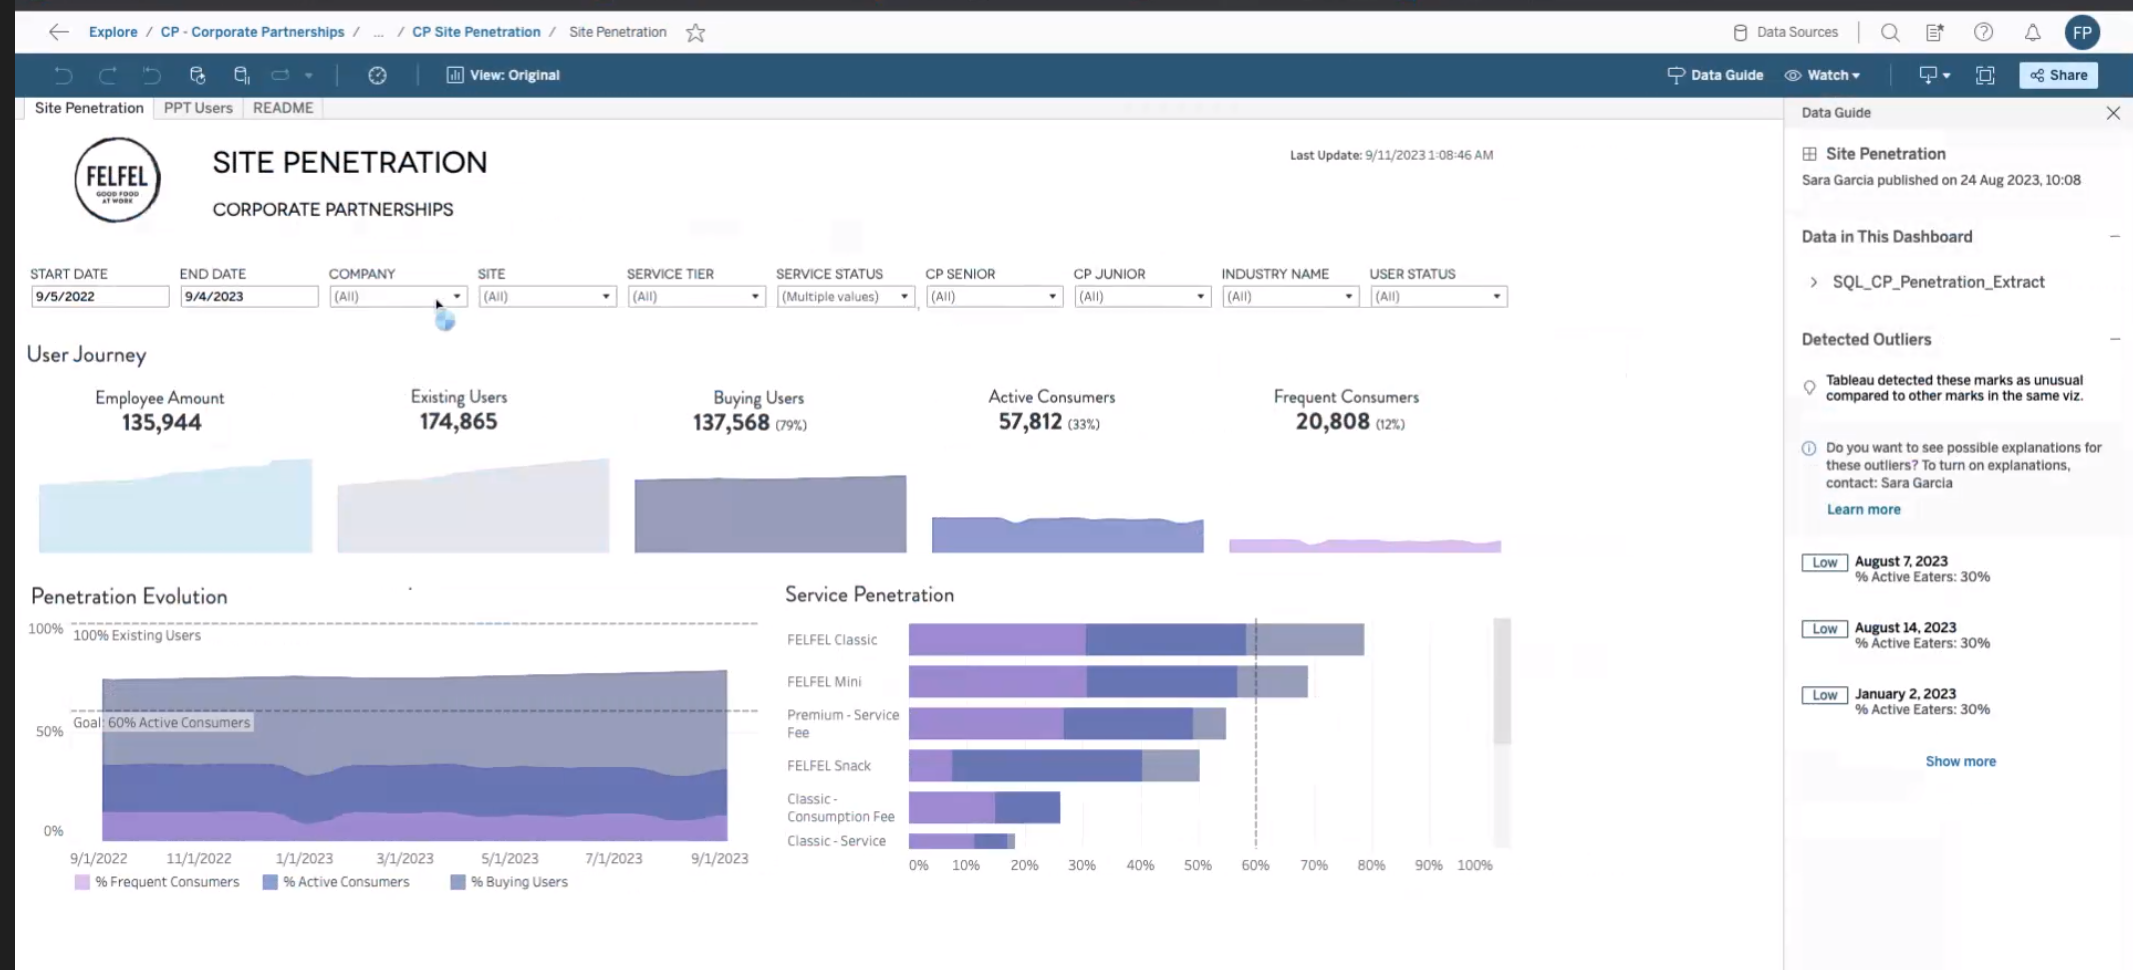 Explore / CP - Corporate Partnerships / ... / CP Site Penetration / Site Penetration
Data Sources
FP
View: Original
Data Guide
Watch
Share
Site Penetration
PPT Users
README
FELFEL
GOOD FOOD
AT WORK
SITE PENETRATION
CORPORATE PARTNERSHIPS
Last Update: 9/11/2023 1:08:46 AM
START DATE
END DATE
COMPANY
SITE
SERVICE TIER
SERVICE STATUS
CP SENIOR
CP JUNIOR
INDUSTRY NAME
USER STATUS
9/5/2022
9/4/2023
(All)
(All)
(All)
(Multiple values)
(All)
(All)
(All)
(All)
User Journey
Employee Amount
135,944
Existing Users
174,865
Buying Users
137,568 (79%)
Active Consumers
57,812 (33%)
Frequent Consumers
20,808 (12%)
Penetration Evolution
100%
100% Existing Users
Goal: 60% Active Consumers
50%
0%
9/1/2022
11/1/2022
1/1/2023
3/1/2023
5/1/2023
7/1/2023
9/1/2023
% Frequent Consumers
% Active Consumers
% Buying Users
Service Penetration
FELFEL Classic
FELFEL Mini
Premium - Service
Fee
FELFEL Snack
Classic -
Consumption Fee
Classic - Service
0%
10%
20%
30%
40%
50%
60%
70%
80%
90%
100%
Data Guide
Site Penetration
Sara Garcia published on 24 Aug 2023, 10:08
Data in This Dashboard
SQL_CP_Penetration_Extract
Detected Outliers
Tableau detected these marks as unusual
compared to other marks in the same viz.
Do you want to see possible explanations for
these outliers? To turn on explanations,
contact: Sara Garcia
Learn more
Low
August 7, 2023
% Active Eaters: 30%
Low
August 14, 2023
% Active Eaters: 30%
Low
January 2, 2023
% Active Eaters: 30%
Show more